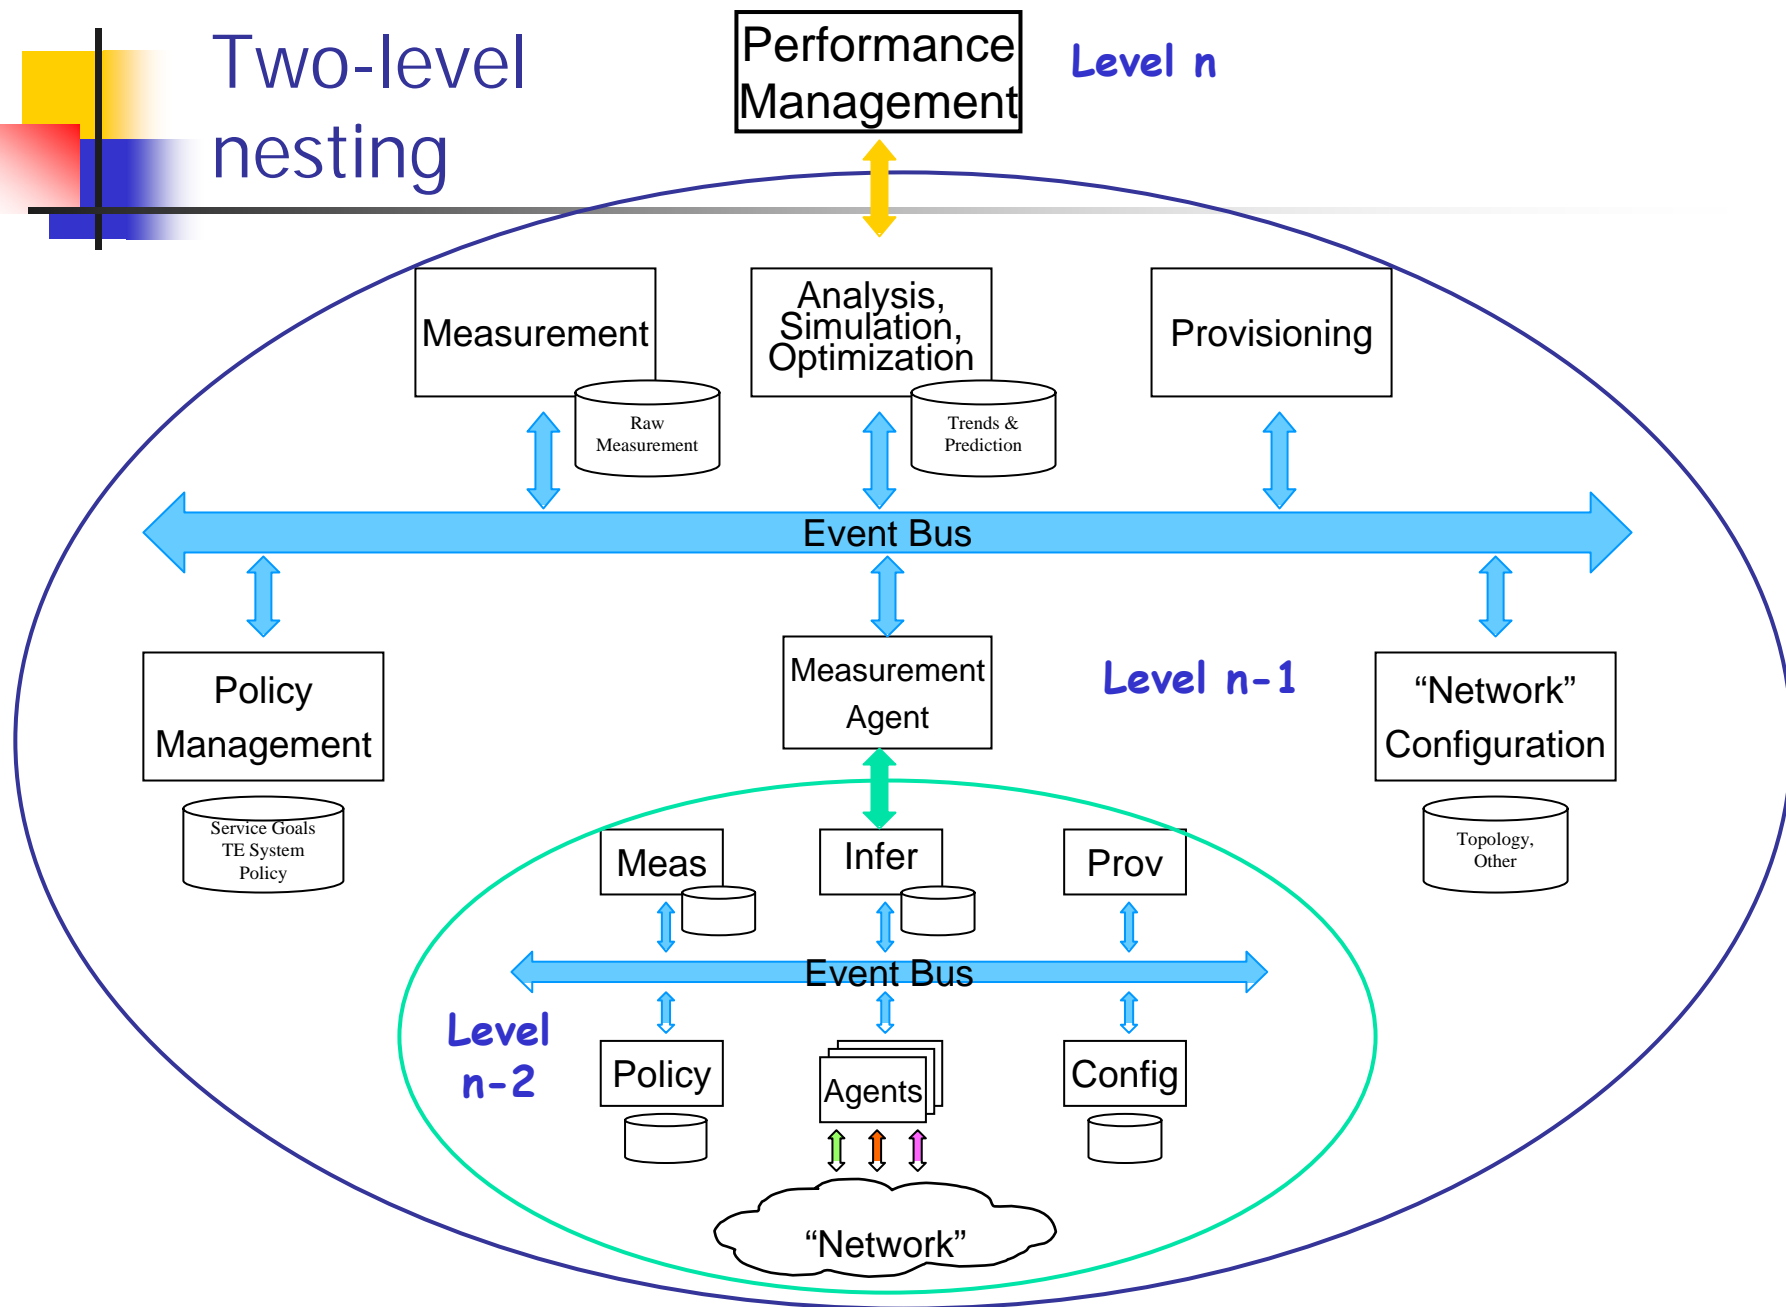 Two-level
nesting
Performance
Management
Level n
Measurement
Raw
Measurement
Analysis,
Simulation,
Optimization
Trends &
Prediction
Provisioning
Event Bus
Policy
Management
Service Goals
TE System
Policy
Measurement
Agent
Level n-1
“Network”
Configuration
Topology,
Other
Meas
Infer
Prov
Event Bus
Level
n-2
Policy
Agents
Config
“Network”